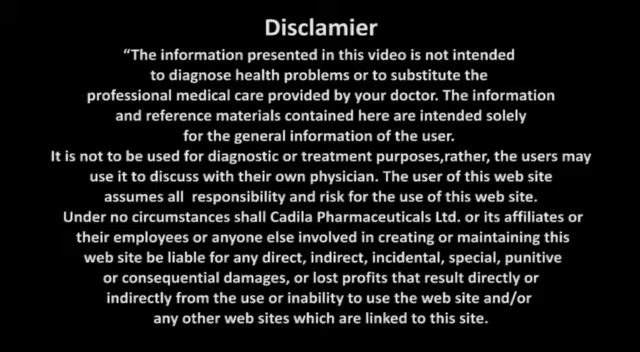 Disclamier
“The information presented in this video is not intended
to diagnose health problems or to substitute the
professional medical care provided by your doctor. The information
and reference materials contained here are intended solely
for the general information of the user.
It is not to be used for diagnostic or treatment purposes,rather, the users may
use it to discuss with their own physician. The user of this web site
assumes all  responsibility and risk for the use of this web site.
Under no circumstances shall Cadila Pharmaceuticals Ltd. or its affiliates or
their employees or anyone else involved in creating or maintaining this
web site be liable for any direct, indirect, incidental, special, punitive
or consequential damages, or lost profits that result directly or
indirectly from the use or inability to use the web site and/or
any other web sites which are linked to this site.